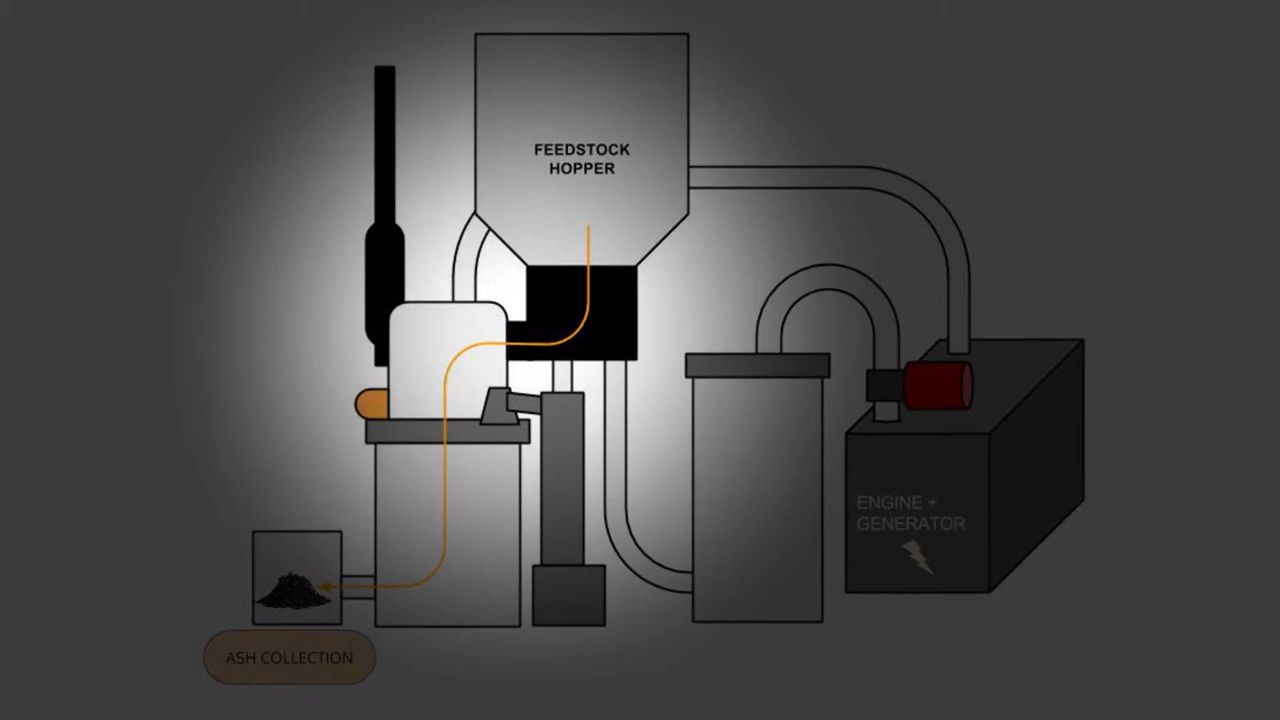 FEEDSTOCK
HOPPER
ENGINE +
GENERATOR
ASH COLLECTION